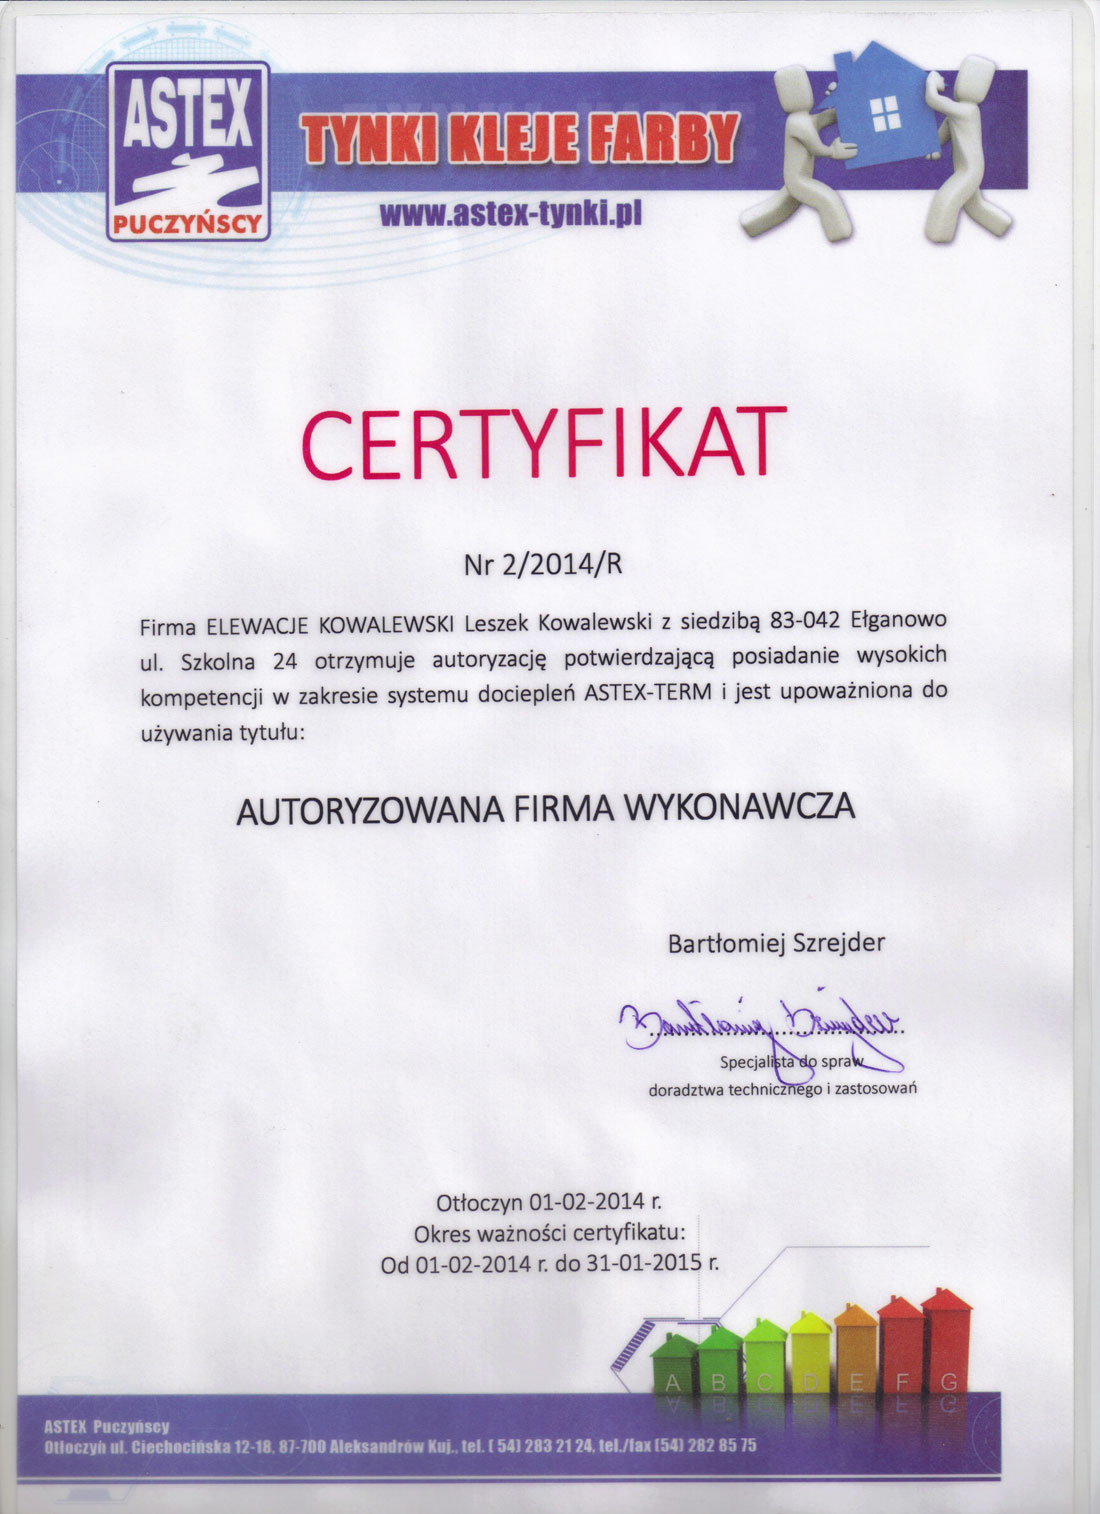 ASTEX
PUCZYŃSCY
TYNKI KLEJE FARBY
www.astex-tynki.pl
CERTYFIKAT
Nr 2/2014/R
Firma ELEWACJE KOWALEWSKI Leszek Kowalewski z siedzibą 83-042 Ełganowo
ul. Szkolna 24 otrzymuje autoryzację potwierdzającą posiadanie wysokich
kompetencji w zakresie systemu dociepleń ASTEX-TERM i jest upoważniona do
używania tytułu:
AUTORYZOWANA FIRMA WYKONAWCZA
Bartłomiej Szrejder
Specjalista do spraw
doradztwa technicznego i zastosowań
Otłoczyn 01-02-2014 r.
Okres ważności certyfikatu:
Od 01-02-2014 r. do 31-01-2015 r.
A B C D E F G
ASTEX Puczyńscy
Otłoczyń ul. Ciechocińska 12-18, 87-700 Aleksandrów Kuj., tel. ( 54) 283 21 24, tel./fax (54) 282 85 75